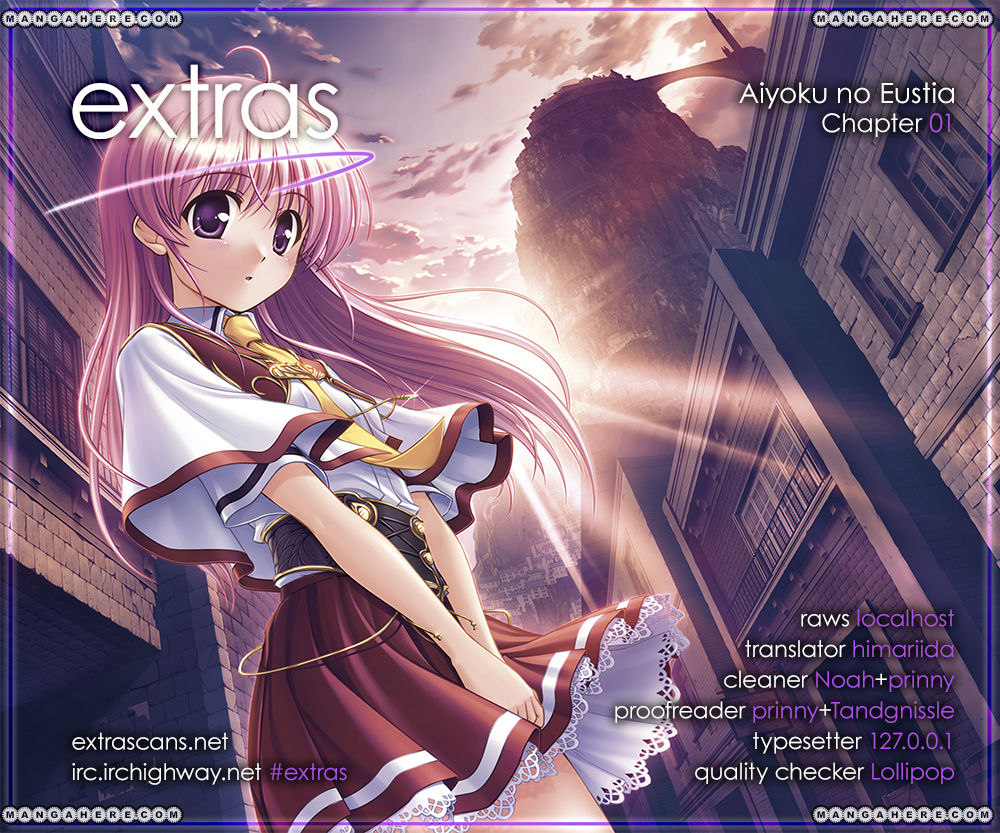 MANGAHERE.COM
MANGAHERE.COM
extras
Aiyoku no Eustia
Chapter 01
raws localhost
translator himariida
cleaner Noah+prinny
proofreader prinny+Tandgnissle
typesetter 127.0.0.1
quality checker Lollipop
extrascans.net
irc.irchighway.net #extras
MANGAHERE.COM
MANGAHERE.COM